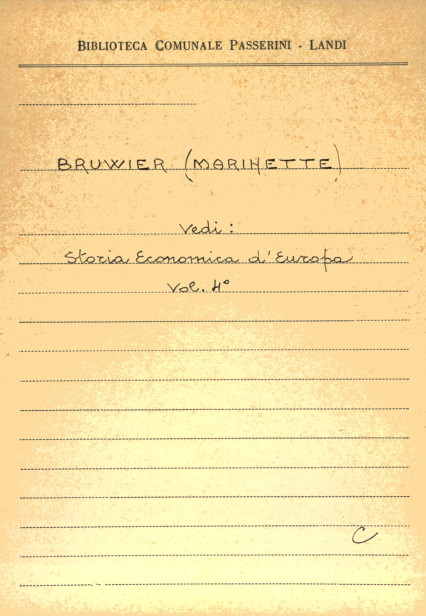 BIBLIOTECA COMUNALE PASSERINI - LANDI
BRUWIER (MARINETTE)
Vedi:
Storia Economica d'Europa
Vol. 4°
C